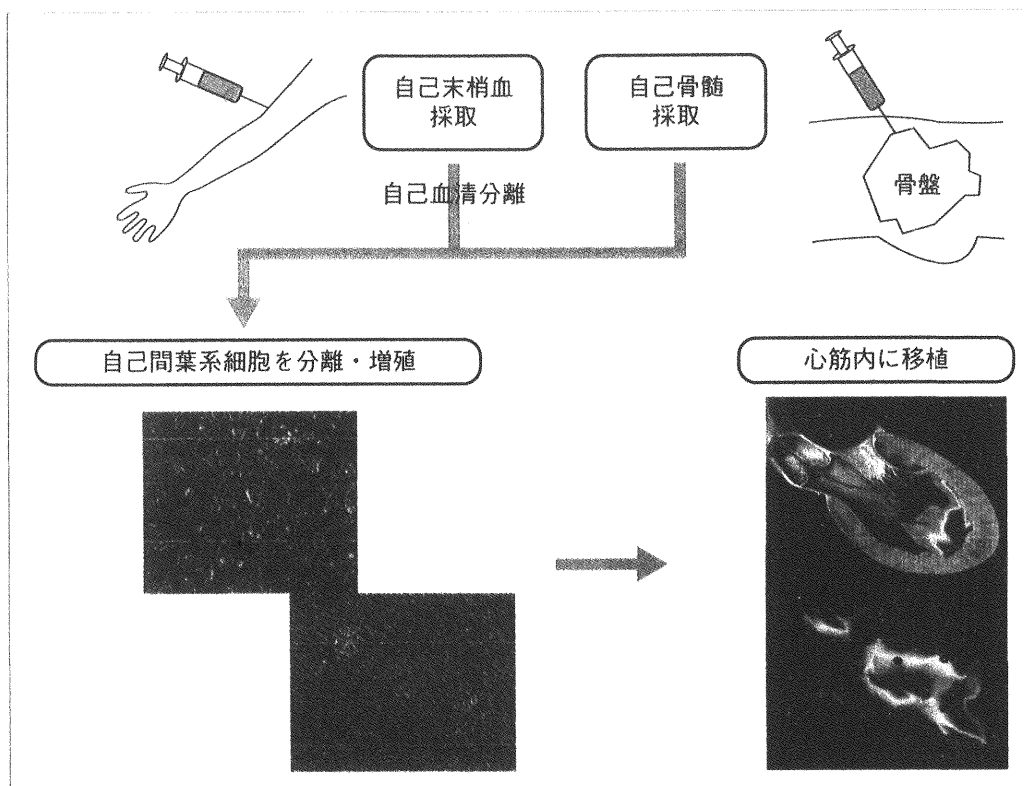 自己末梢血
採取
自己骨髄
採取
骨盤
自己血清分離
自己間葉系細胞を分離・増殖
心筋内に移植